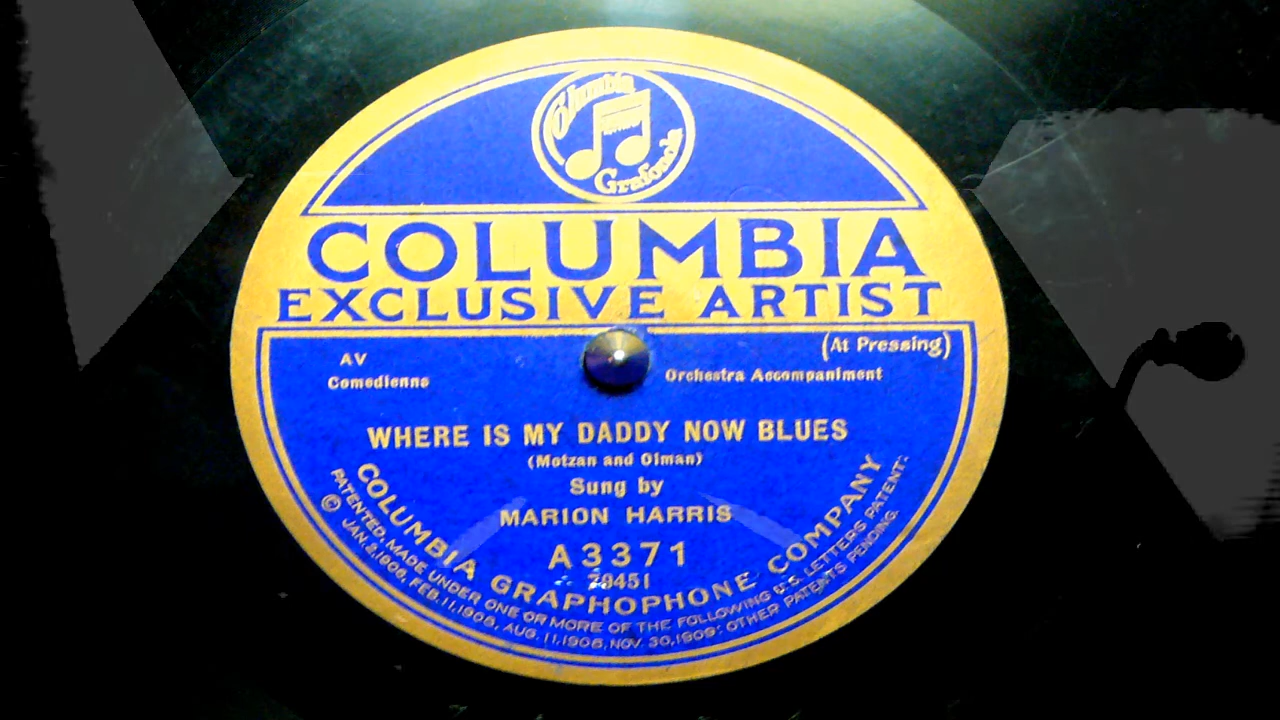 Columbia
Grafonola
COLUMBIA
EXCLUSIVE ARTIST
(At Pressing)
AV
Comedienne
Orchestra Accompaniment
WHERE IS MY DADDY NOW BLUES
(Motzan and Olman)
Sung by
MARION HARRIS
A3371
79451
COLUMBIA GRAPHOPHONE COMPANY
PATENTED, MADE UNDER ONE OR MORE OF THE FOLLOWING U.S. LETTERS PATENT:
© JAN.2,1906, FEB.11,1908, AUG.11,1908, NOV. 30,1909: OTHER PATENTS PENDING.